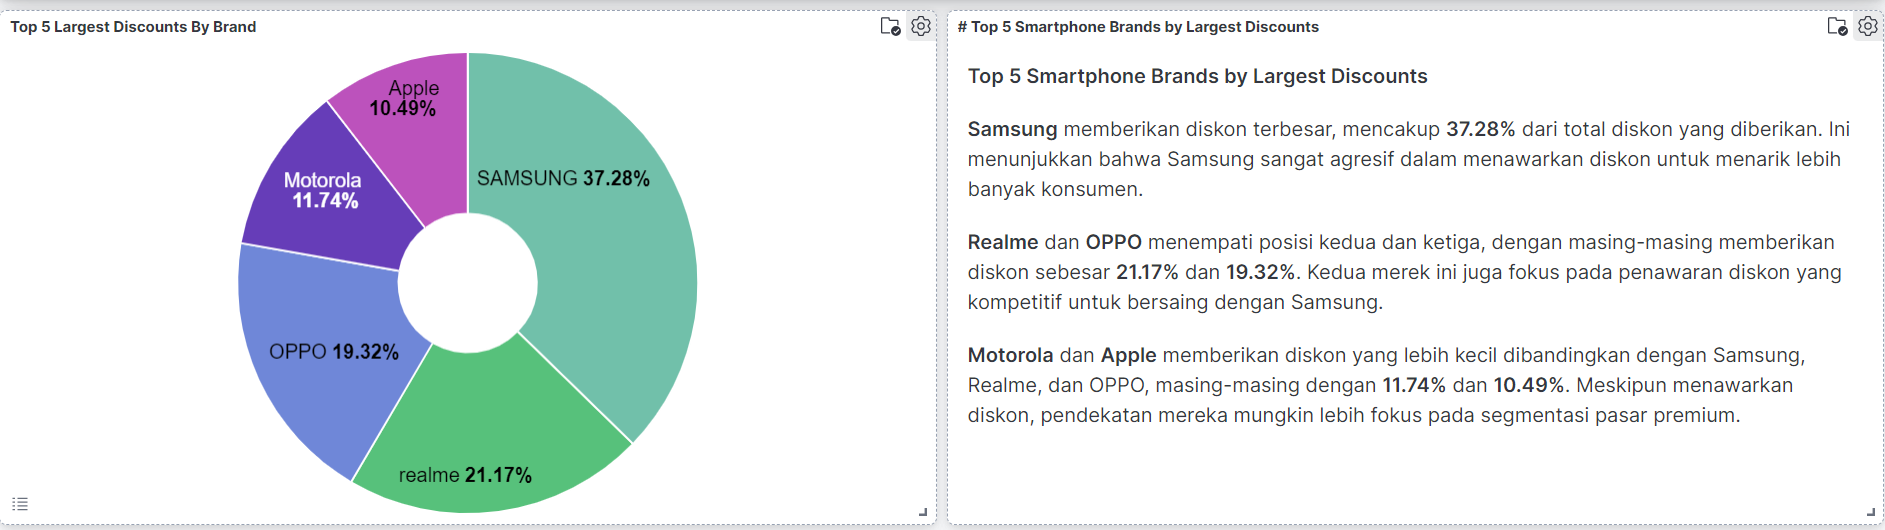 Top 5 Largest Discounts By Brand
Apple
10.49%
Motorola
11.74%
SAMSUNG 37.28%
OPPO 19.32%
realme 21.17%
# Top 5 Smartphone Brands by Largest Discounts
Top 5 Smartphone Brands by Largest Discounts
Samsung memberikan diskon terbesar, mencakup 37.28% dari total diskon yang diberikan. Ini
menunjukkan bahwa Samsung sangat agresif dalam menawarkan diskon untuk menarik lebih
banyak konsumen.
Realme dan OPPO menempati posisi kedua dan ketiga, dengan masing-masing memberikan
diskon sebesar 21.17% dan 19.32%. Kedua merek ini juga fokus pada penawaran diskon yang
kompetitif untuk bersaing dengan Samsung.
Motorola dan Apple memberikan diskon yang lebih kecil dibandingkan dengan Samsung,
Realme, dan OPPO, masing-masing dengan 11.74% dan 10.49%. Meskipun menawarkan
diskon, pendekatan mereka mungkin lebih fokus pada segmentasi pasar premium.